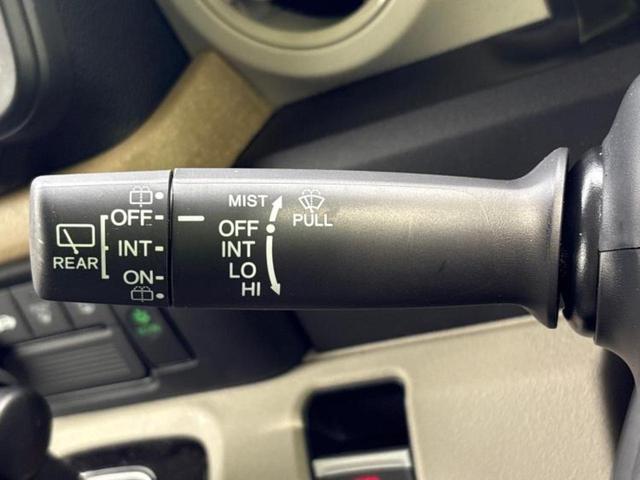 OFF
INT
ON
REAR
MIST
OFF
INT
LO
HI
PULL